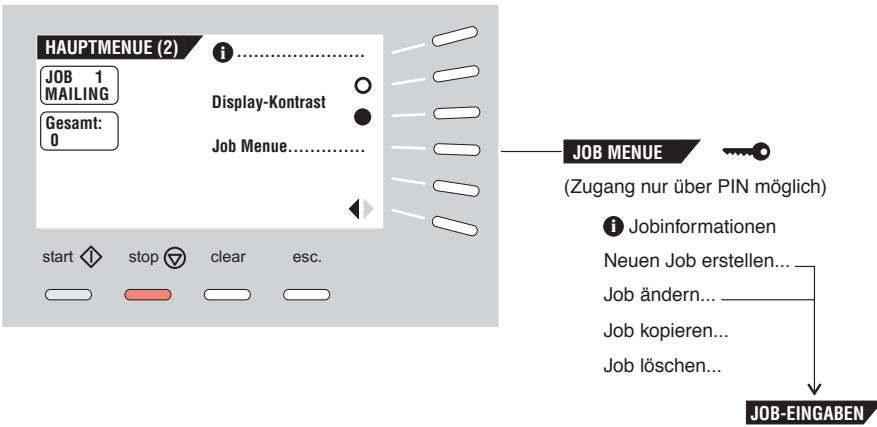 HAUPTMENUE (2)
JOB 1
MAILING
Gesamt:
0
i......................
Display-Kontrast
Job Menue..............
start
stop
clear
esc.
JOB MENUE
(Zugang nur über PIN möglich)
i Jobinformationen
Neuen Job erstellen...
Job ändern...
Job kopieren...
Job löschen...
JOB-EINGABEN